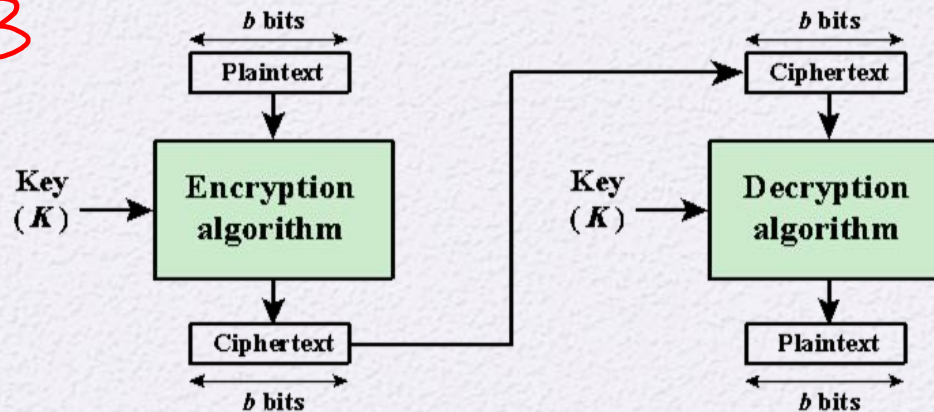 b bits
Plaintext
Key
(K)
Encryption
algorithm
Ciphertext
b bits
b bits
Ciphertext
Key
(K)
Decryption
algorithm
Plaintext
b bits